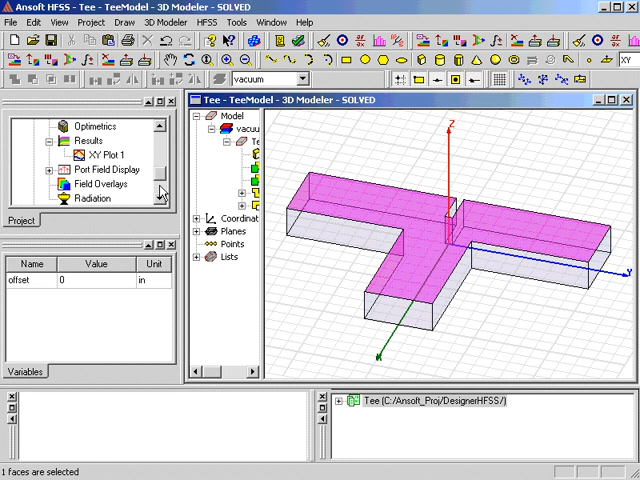 Ansoft HFSS - Tee - TeeModel - 3D Modeler - SOLVED
File Edit View Project Draw 3D Modeler HFSS Tools Window Help
XY
vacuum
Tee - TeeModel - 3D Modeler - SOLVED
Optimetrics
Results
XY Plot 1
Port Field Display
Field Overlays
Radiation
Project
Model
vacuu
Te
Coordinat
Planes
Points
Lists
Z
Y
Name Value Unit
offset 0 in
Variables
Tee (C:/Ansoft_Proj/DesignerHFSS/)
1 faces are selected